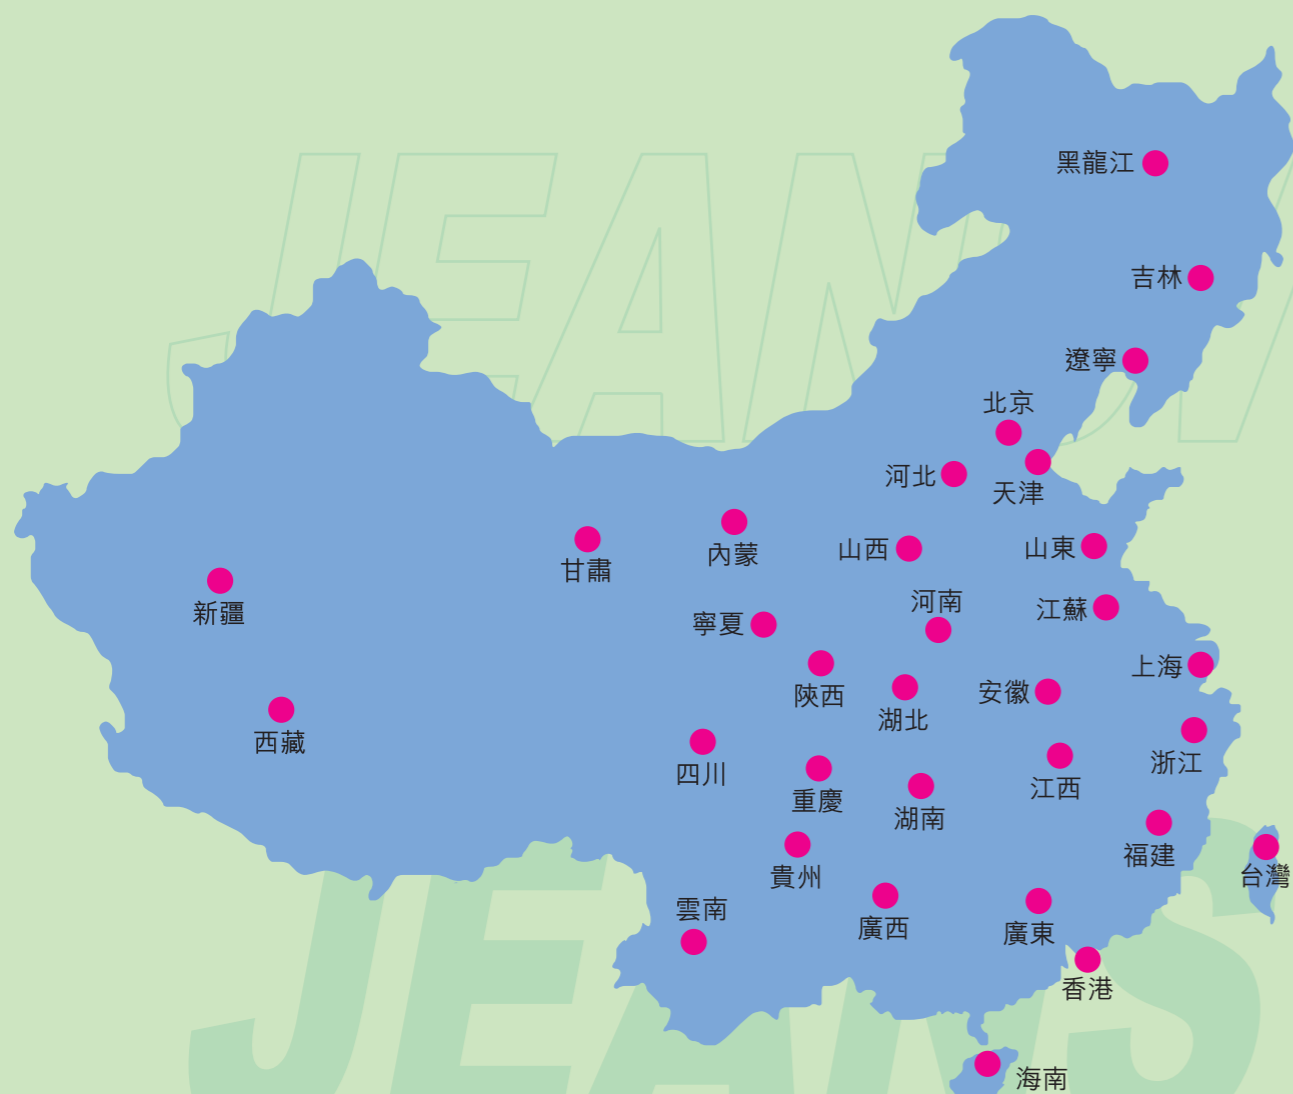 JEANS
黑龍江
吉林
遼寧
北京
河北
天津
內蒙
甘肅
山西
山東
新疆
寧夏
河南
江蘇
上海
陝西
湖北
安徽
西藏
四川
重慶
湖南
江西
浙江
貴州
福建
台灣
雲南
廣西
廣東
香港
海南
JEANS